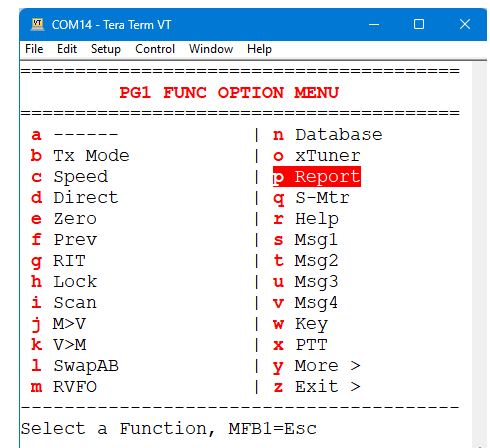 COM14 - Tera Term VT
File Edit Setup Control Window Help
========================================
PG1 FUNC OPTION MENU
========================================
a ------ | n Database
b Tx Mode | o xTuner
c Speed | p Report
d Direct | q S-Mtr
e Zero | r Help
f Prev | s Msg1
g RIT | t Msg2
h Lock | u Msg3
i Scan | v Msg4
j M>V | w Key
k V>M | x PTT
l SwapAB | y More >
m RVFO | z Exit >
----------------------------------------
Select a Function, MFB1=Esc